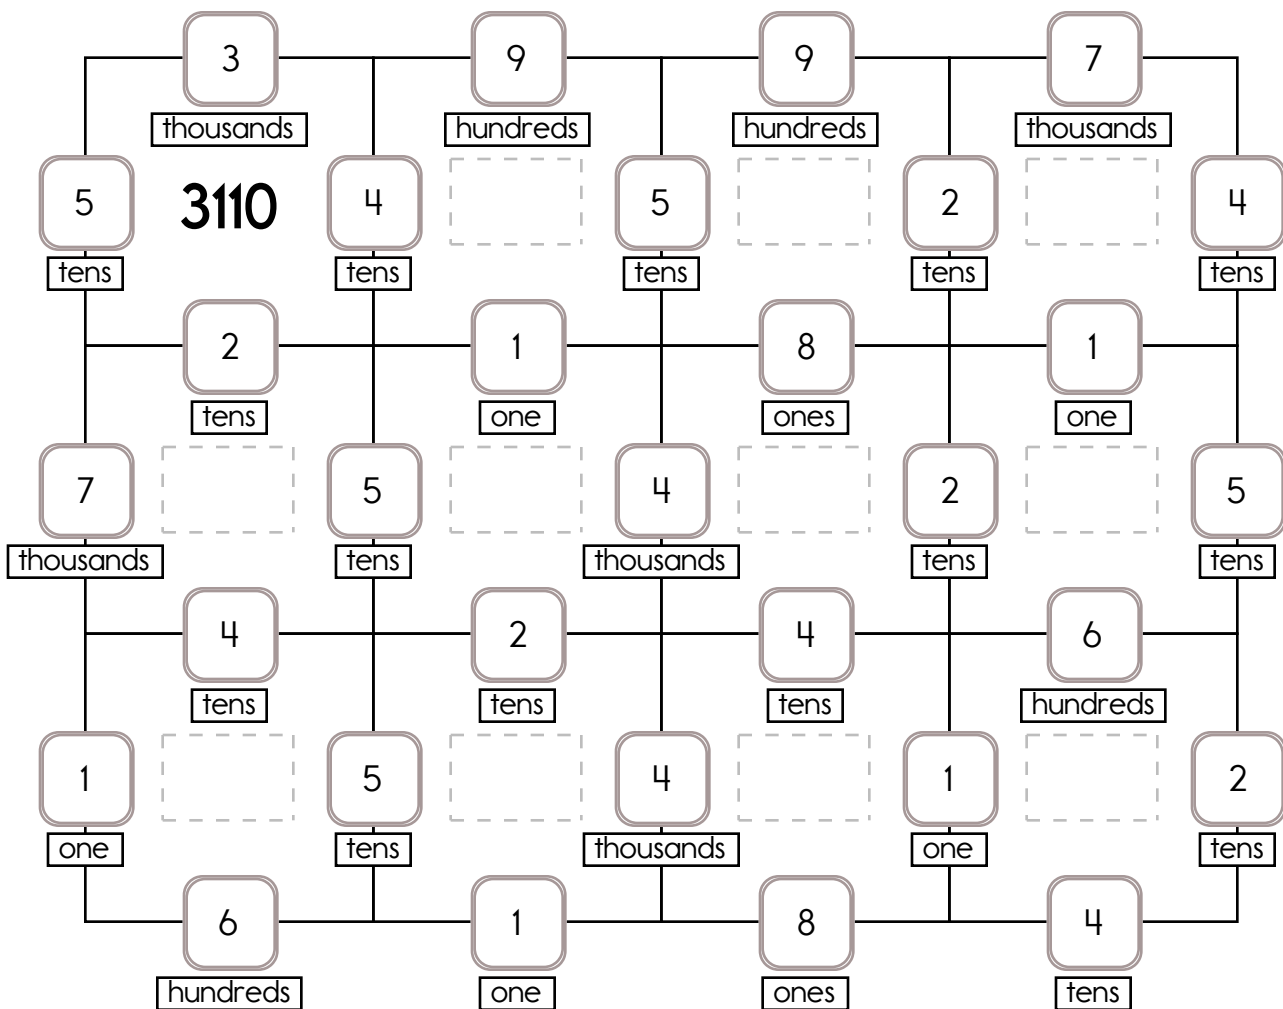 3 9 9 7
thousands hundreds hundreds thousands
5 3110 4 5 2 4
tens tens tens tens tens
2 1 8 1
tens one ones one
7 5 4 2 5
thousands tens thousands tens tens
4 2 4 6
tens tens tens hundreds
1 5 4 1 2
one tens thousands one tens
6 1 8 4
hundreds one ones tens